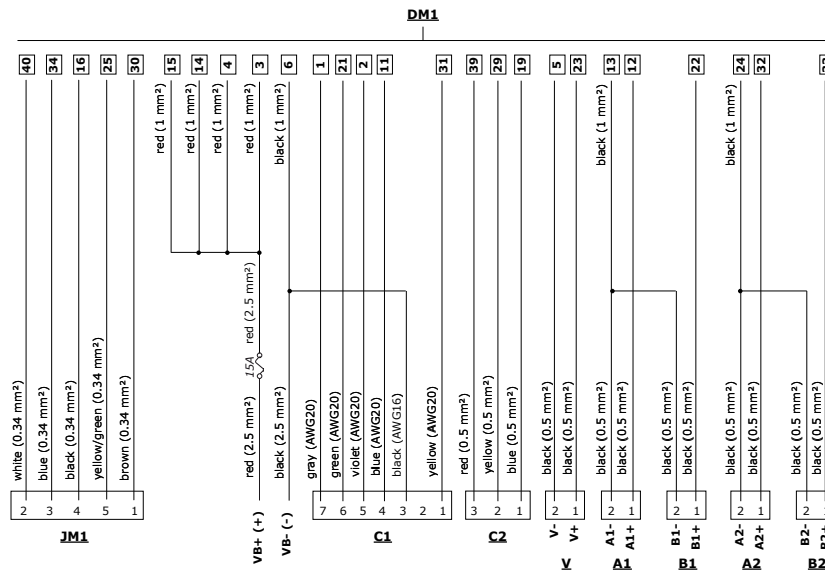 DM1
40 34 16 25 30 15 14 4 3 6 1 21 2 11 31 39 29 19 5 23 13 12 22 24 32
red (1 mm²)
red (1 mm²)
red (1 mm²)
red (1 mm²)
black (1 mm²)
black (1 mm²)
black (1 mm²)
red (2.5 mm²)
15A
white (0.34 mm²)
blue (0.34 mm²)
black (0.34 mm²)
yellow/green (0.34 mm²)
brown (0.34 mm²)
red (2.5 mm²)
black (2.5 mm²)
gray (AWG20)
green (AWG20)
violet (AWG20)
blue (AWG20)
black (AWG16)
yellow (AWG20)
red (0.5 mm²)
yellow (0.5 mm²)
blue (0.5 mm²)
black (0.5 mm²)
black (0.5 mm²)
black (0.5 mm²)
black (0.5 mm²)
black (0.5 mm²)
black (0.5 mm²)
black (0.5 mm²)
black (0.5 mm²)
black (0.5 mm²)
black (0.5 mm²)
2 3 4 5 1 7 6 5 4 3 2 1 3 2 1 2 1 2 1 2 1 2 1 2 1
VB+ (+)
VB- (-)
V-
V+
A1-
A1+
B1-
B1+
A2-
A2+
B2-
B2+
JM1 C1 C2 V A1 B1 A2 B2